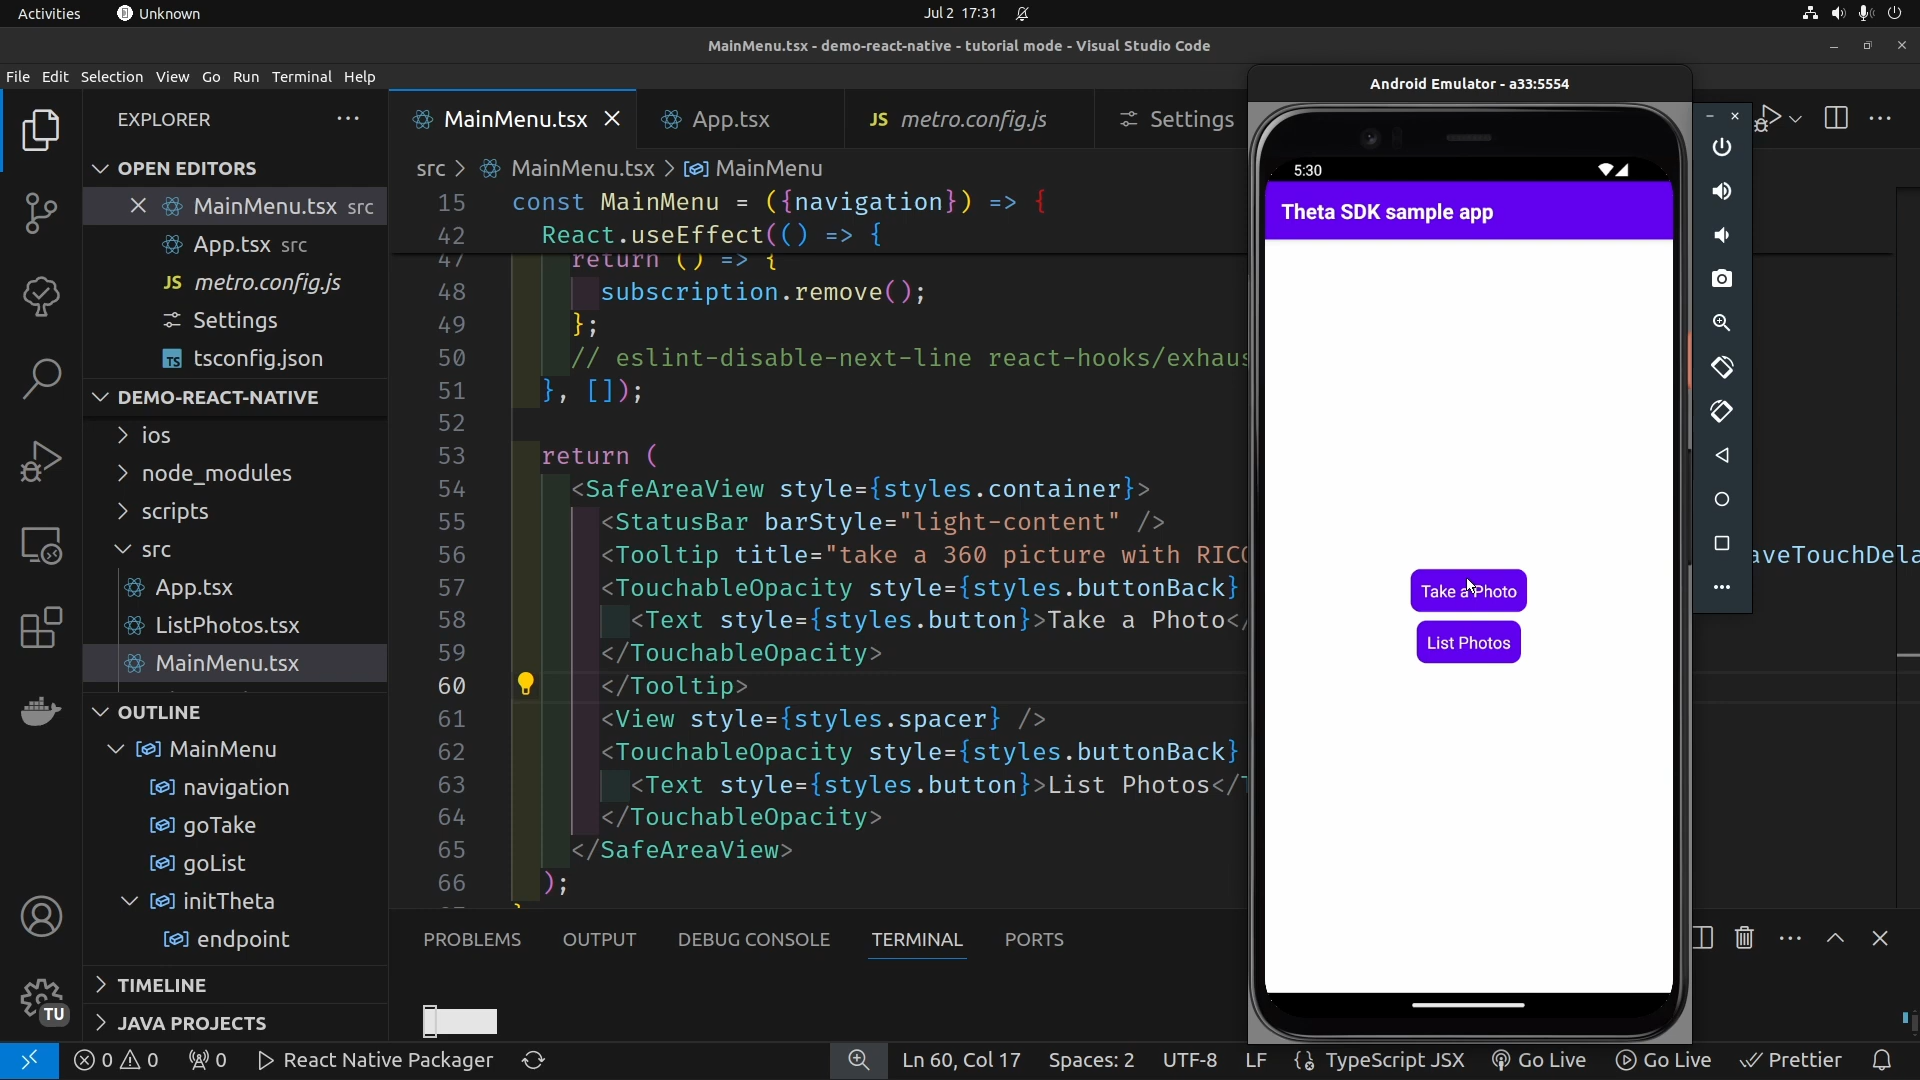 Activities
Unknown
Jul 2 17:31
MainMenu.tsx - demo-react-native - tutorial mode - Visual Studio Code
File Edit Selection View Go Run Terminal Help
EXPLORER
OPEN EDITORS
MainMenu.tsx src
App.tsx src
JS metro.config.js
Settings
TS tsconfig.json
DEMO-REACT-NATIVE
ios
node_modules
scripts
src
App.tsx
ListPhotos.tsx
MainMenu.tsx
OUTLINE
MainMenu
navigation
goTake
goList
initTheta
endpoint
TIMELINE
JAVA PROJECTS
TU
MainMenu.tsx
App.tsx
JS metro.config.js
Settings
src > MainMenu.tsx > MainMenu
15 const MainMenu = ({navigation}) => {
42 React.useEffect(() => {
47 return () => {
48 subscription.remove();
49 };
50 // eslint-disable-next-line react-hooks/exhaus
51 }, []);
52
53 return (
54 <SafeAreaView style={styles.container}>
55 <StatusBar barStyle="light-content" />
56 <Tooltip title="take a 360 picture with RICO
57 <TouchableOpacity style={styles.buttonBack}
58 <Text style={styles.button}>Take a Photo</
59 </TouchableOpacity>
60 </Tooltip>
61 <View style={styles.spacer} />
62 <TouchableOpacity style={styles.buttonBack}
63 <Text style={styles.button}>List Photos</T
64 </TouchableOpacity>
65 </SafeAreaView>
66 );
aveTouchDela
PROBLEMS OUTPUT DEBUG CONSOLE TERMINAL PORTS
Android Emulator - a33:5554
5:30
Theta SDK sample app
Take a Photo
List Photos
0 0 0 React Native Packager Ln 60, Col 17 Spaces: 2 UTF-8 LF {} TypeScript JSX Go Live Go Live Prettier